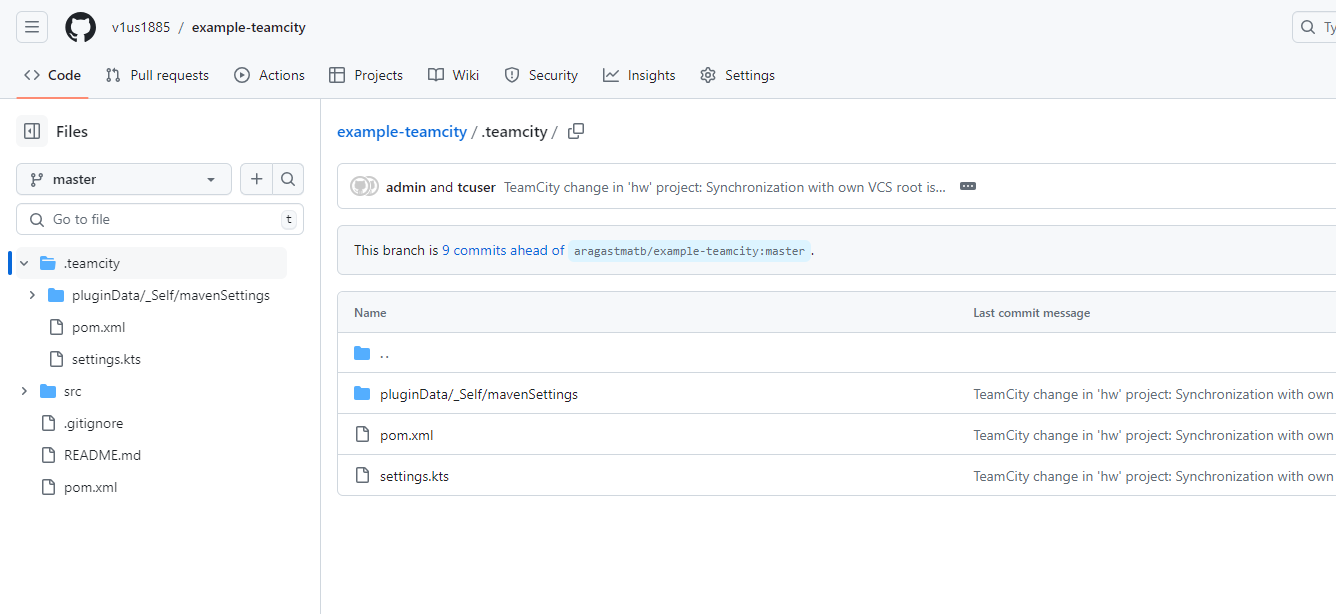 v1us1885 / example-teamcity
Ty
Code Pull requests Actions Projects Wiki Security Insights Settings
Files
master
Go to file t
.teamcity
pluginData/_Self/mavenSettings
pom.xml
settings.kts
src
.gitignore
README.md
pom.xml
example-teamcity / .teamcity /
admin and tcuser TeamCity change in 'hw' project: Synchronization with own VCS root is...
This branch is 9 commits ahead of aragastmatb/example-teamcity:master.
Name Last commit message
..
pluginData/_Self/mavenSettings TeamCity change in 'hw' project: Synchronization with own
pom.xml TeamCity change in 'hw' project: Synchronization with own
settings.kts TeamCity change in 'hw' project: Synchronization with own